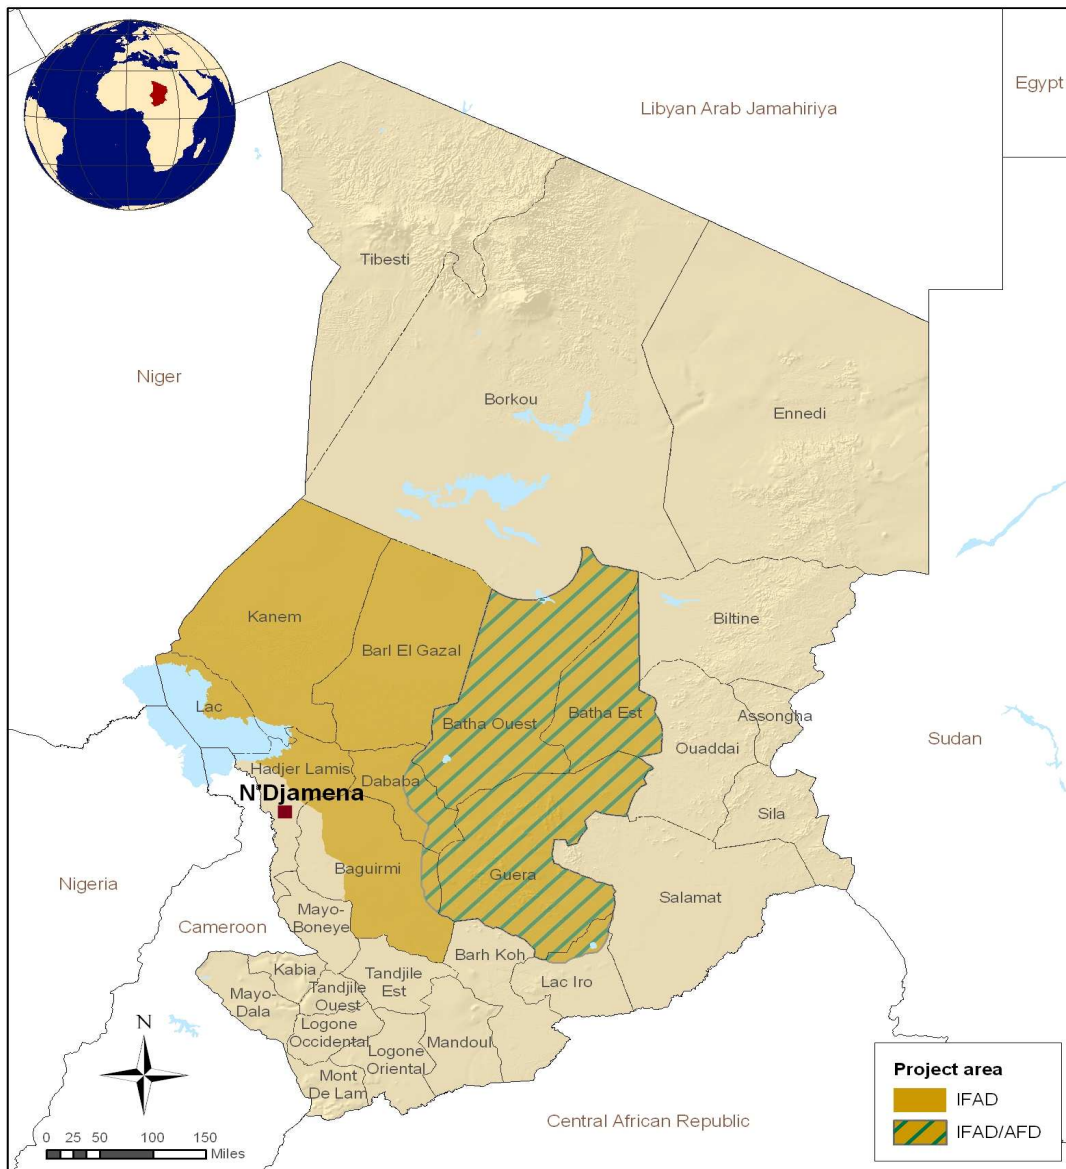 Egypt
Libyan Arab Jamahiriya
Tibesti
Niger
Borkou
Ennedi
Kanem
Biltine
Barl El Gazal
Lac
Batha Ouest
Batha Est
Assongha
Ouaddai
Sudan
Hadjer Lamis
Dababa
N'Djamena
Sila
Baguirmi
Guera
Nigeria
Salamat
Cameroon
Mayo-
Boneye
Barh Koh
Kabia
Tandjile
Est
Lac Iro
Mayo-
Dala
Tandjile
Ouest
Logone
Occidental
Mandoul
Logone
Oriental
Mont
De Lam
Central African Republic
N
0 25 50 100 150
Miles
Project area
IFAD
IFAD/AFD